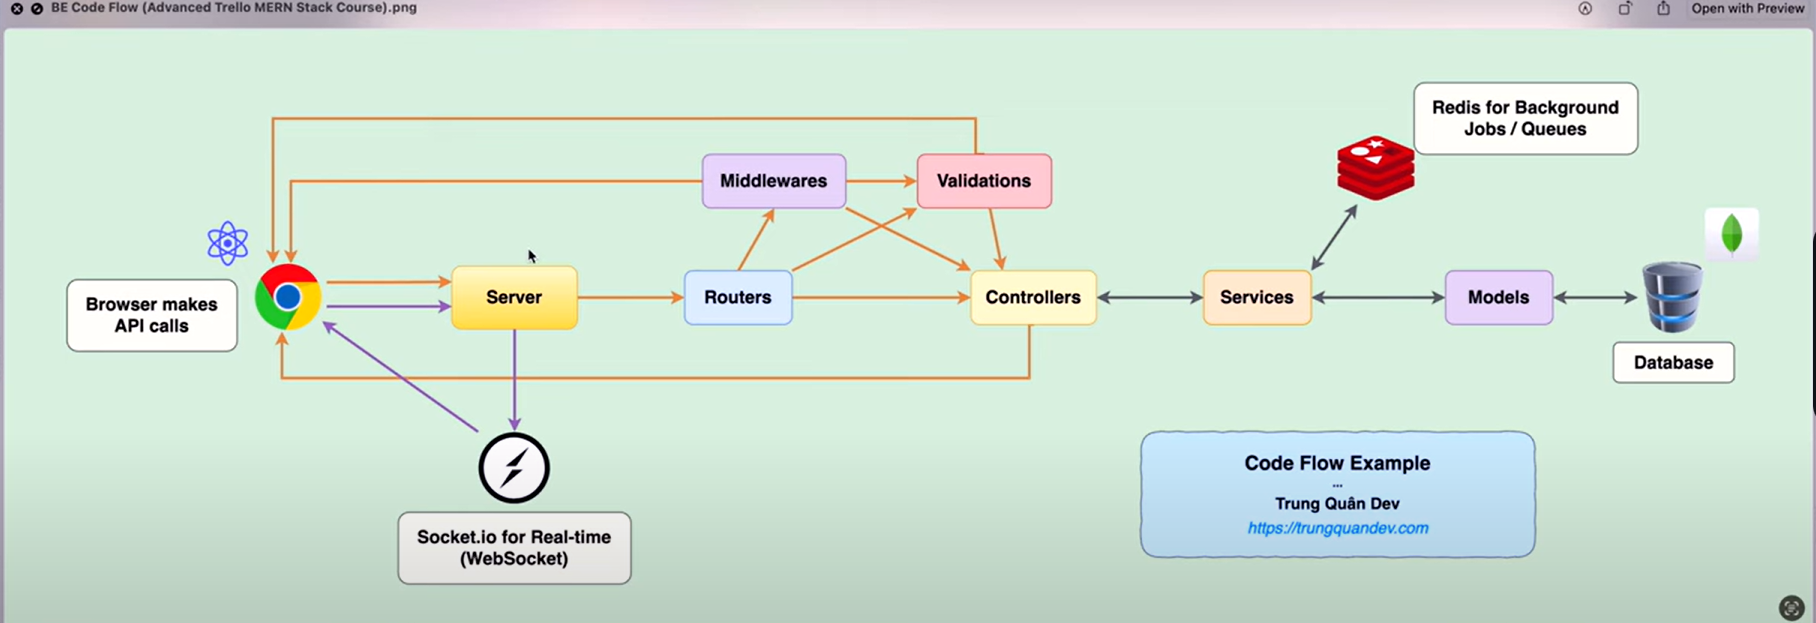 BE Code Flow (Advanced Trello MERN Stack Course).png
Open with Preview
Redis for Background
Jobs / Queues
Middlewares
Validations
Browser makes
API calls
Server
Routers
Controllers
Services
Models
Database
Socket.io for Real-time
(WebSocket)
Code Flow Example
...
Trung Quân Dev
https://trungquandev.com